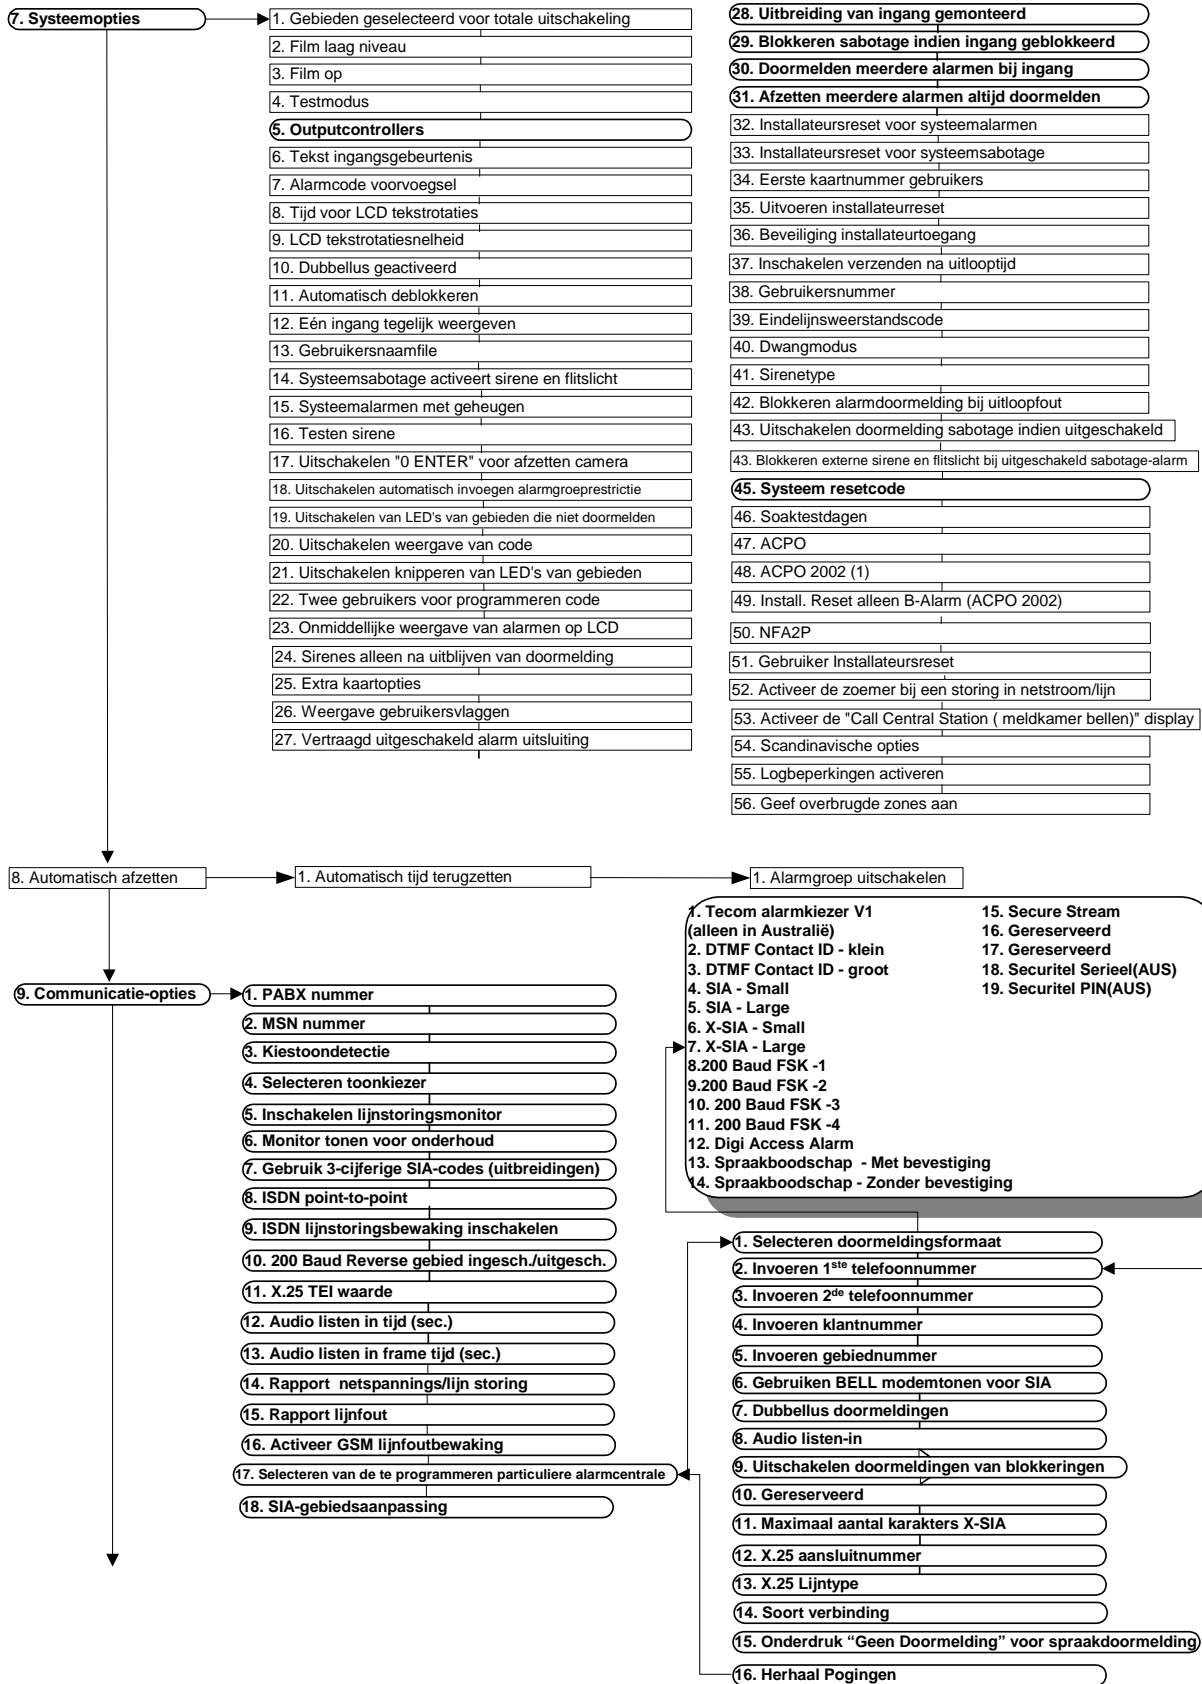 7. Systeemopties
1. Gebieden geselecteerd voor totale uitschakeling
2. Film laag niveau
3. Film op
4. Testmodus
5. Outputcontrollers
6. Tekst ingangsgebeurtenis
7. Alarmcode voorvoegsel
8. Tijd voor LCD tekstrotaties
9. LCD tekstrotatiesnelheid
10. Dubbellus geactiveerd
11. Automatisch deblokkeren
12. Eén ingang tegelijk weergeven
13. Gebruikersnaamfile
14. Systeemsabotage activeert sirene en flitslicht
15. Systeemalarmen met geheugen
16. Testen sirene
17. Uitschakelen "0 ENTER" voor afzetten camera
18. Uitschakelen automatisch invoegen alarmgroeprestrictie
19. Uitschakelen van LED's van gebieden die niet doormelden
20. Uitschakelen weergave van code
21. Uitschakelen knipperen van LED's van gebieden
22. Twee gebruikers voor programmeren code
23. Onmiddellijke weergave van alarmen op LCD
24. Sirenes alleen na uitblijven van doormelding
25. Extra kaartopties
26. Weergave gebruikersvlaggen
27. Vertraagd uitgeschakeld alarm uitsluiting
28. Uitbreiding van ingang gemonteerd
29. Blokkeren sabotage indien ingang geblokkeerd
30. Doormelden meerdere alarmen bij ingang
31. Afzetten meerdere alarmen altijd doormelden
32. Installateursreset voor systeemalarmen
33. Installateursreset voor systeemsabotage
34. Eerste kaartnummer gebruikers
35. Uitvoeren installateurreset
36. Beveiliging installateurtoegang
37. Inschakelen verzenden na uitlooptijd
38. Gebruikersnummer
39. Eindelijnsweerstandscode
40. Dwangmodus
41. Sirenetype
42. Blokkeren alarmdoormelding bij uitloopfout
43. Uitschakelen doormelding sabotage indien uitgeschakeld
43. Blokkeren externe sirene en flitslicht bij uitgeschakeld sabotage-alarm
45. Systeem resetcode
46. Soaktestdagen
47. ACPO
48. ACPO 2002 (1)
49. Install. Reset alleen B-Alarm (ACPO 2002)
50. NFA2P
51. Gebruiker Installateursreset
52. Activeer de zoemer bij een storing in netstroom/lijn
53. Activeer de "Call Central Station ( meldkamer bellen)" display
54. Scandinavische opties
55. Logbeperkingen activeren
56. Geef overbrugde zones aan
8. Automatisch afzetten
1. Automatisch tijd terugzetten
1. Alarmgroep uitschakelen
9. Communicatie-opties
1. PABX nummer
2. MSN nummer
3. Kiestoondetectie
4. Selecteren toonkiezer
5. Inschakelen lijnstoringsmonitor
6. Monitor tonen voor onderhoud
7. Gebruik 3-cijferige SIA-codes (uitbreidingen)
8. ISDN point-to-point
9. ISDN lijnstoringsbewaking inschakelen
10. 200 Baud Reverse gebied ingesch./uitgesch.
11. X.25 TEI waarde
12. Audio listen in tijd (sec.)
13. Audio listen in frame tijd (sec.)
14. Rapport netspannings/lijn storing
15. Rapport lijnfout
16. Activeer GSM lijnfoutbewaking
17. Selecteren van de te programmeren particuliere alarmcentrale
18. SIA-gebiedsaanpassing
1. Tecom alarmkiezer V1
(alleen in Australië)
2. DTMF Contact ID - klein
3. DTMF Contact ID - groot
4. SIA - Small
5. SIA - Large
6. X-SIA - Small
7. X-SIA - Large
8.200 Baud FSK -1
9.200 Baud FSK -2
10. 200 Baud FSK -3
11. 200 Baud FSK -4
12. Digi Access Alarm
13. Spraakboodschap - Met bevestiging
14. Spraakboodschap - Zonder bevestiging
15. Secure Stream
16. Gereserveerd
17. Gereserveerd
18. Securitel Serieel(AUS)
19. Securitel PIN(AUS)
1. Selecteren doormeldingsformaat
2. Invoeren 1ste telefoonnummer
3. Invoeren 2de telefoonnummer
4. Invoeren klantnummer
5. Invoeren gebiednummer
6. Gebruiken BELL modemtonen voor SIA
7. Dubbellus doormeldingen
8. Audio listen-in
9. Uitschakelen doormeldingen van blokkeringen
10. Gereserveerd
11. Maximaal aantal karakters X-SIA
12. X.25 aansluitnummer
13. X.25 Lijntype
14. Soort verbinding
15. Onderdruk “Geen Doormelding” voor spraakdoormelding
16. Herhaal Pogingen